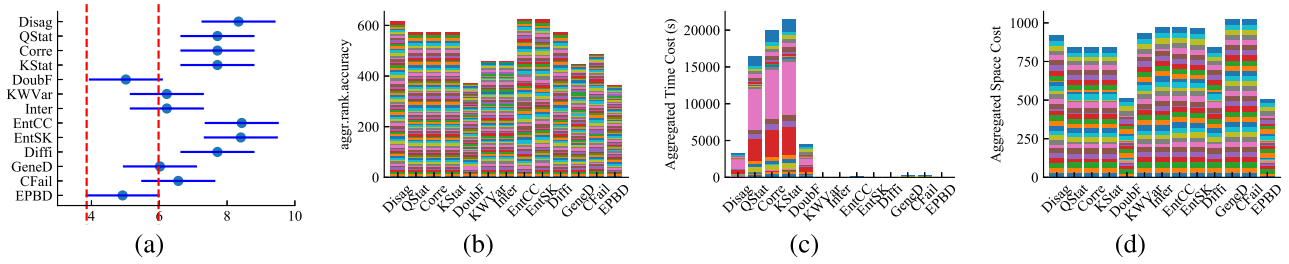 Disag
QStat
Corre
KStat
DoubF
KWVar
Inter
EntCC
EntSK
Diffi
GeneD
CFail
EPBD
4 6 8 10
(a)
aggr.rank.accuracy
600
400
200
0
Disag QStat Corre KStat DoubF KWVar Inter EntCC EntSK Diffi GeneD CFail EPBD
(b)
Aggregated Time Cost (s)
20000
15000
10000
5000
0
Disag QStat Corre KStat DoubF KWVar Inter EntCC EntSK Diffi GeneD CFail EPBD
(c)
Aggregated Space Cost
1000
750
500
250
0
Disag QStat Corre KStat DoubF KWVar Inter EntCC EntSK Diffi GeneD CFail EPBD
(d)